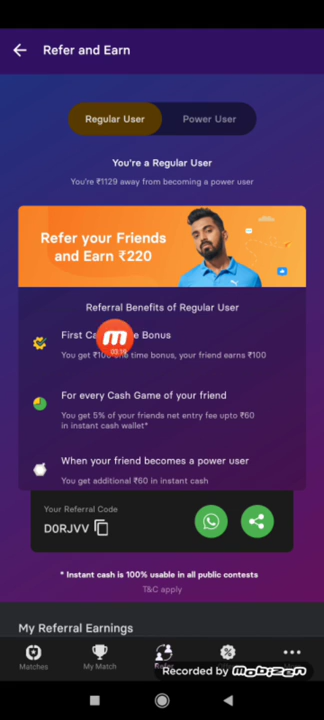 Refer and Earn
Regular User
Power User
You're a Regular User
You're ₹1129 away from becoming a power user
Refer your Friends
and Earn ₹220
Referral Benefits of Regular User
First Ca e Bonus
03:19
You get ₹100 time bonus, your friend earns ₹100
For every Cash Game of your friend
You get 5% of your friends net entry fee upto ₹60
in instant cash wallet*
When your friend becomes a power user
You get additional ₹60 in instant cash
Your Referral Code
D0RJVV
* Instant cash is 100% usable in all public contests
T&C apply
My Referral Earnings
Matches
My Match
Refer
Recorded by Mobizen